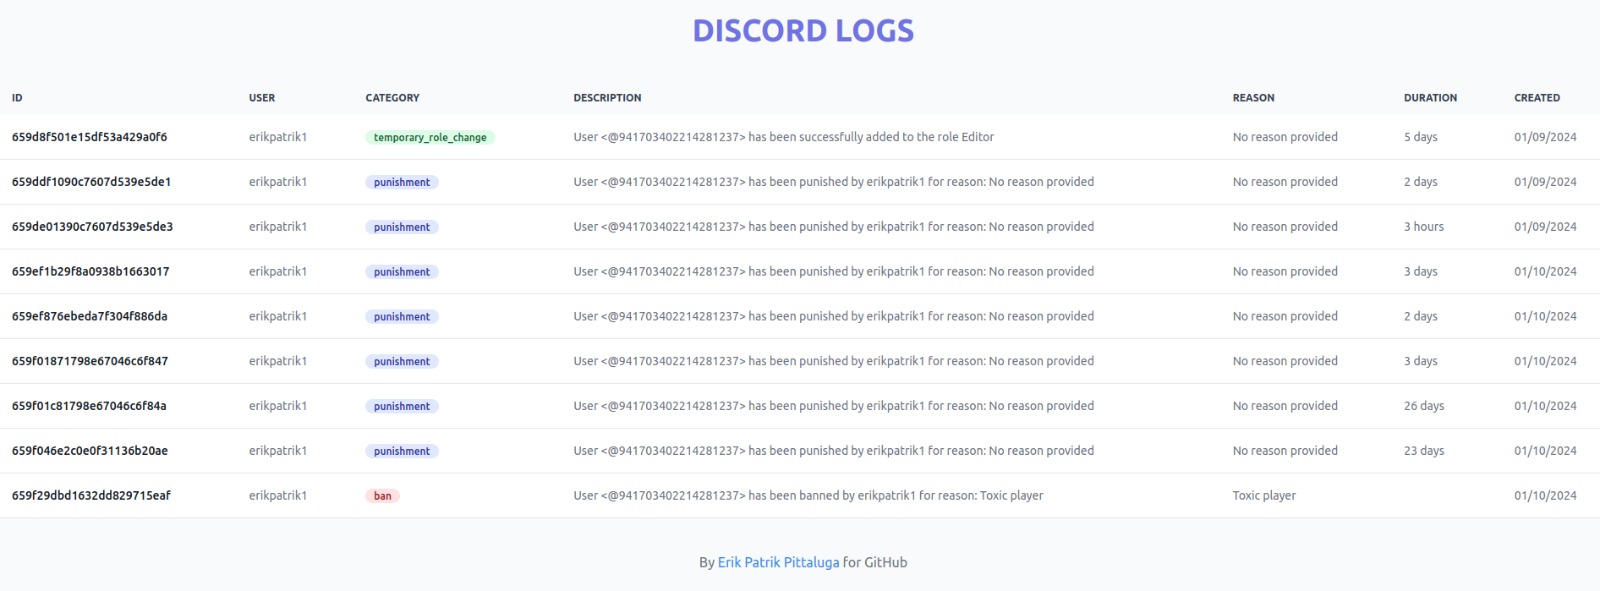 DISCORD LOGS
ID USER CATEGORY DESCRIPTION REASON DURATION CREATED
659d8f501e15df53a429a0f6 erikpatrik1 temporary_role_change User <@941703402214281237> has been successfully added to the role Editor No reason provided 5 days 01/09/2024
659ddf1090c7607d539e5de1 erikpatrik1 punishment User <@941703402214281237> has been punished by erikpatrik1 for reason: No reason provided No reason provided 2 days 01/09/2024
659de01390c7607d539e5de3 erikpatrik1 punishment User <@941703402214281237> has been punished by erikpatrik1 for reason: No reason provided No reason provided 3 hours 01/09/2024
659ef1b29f8a0938b1663017 erikpatrik1 punishment User <@941703402214281237> has been punished by erikpatrik1 for reason: No reason provided No reason provided 3 days 01/10/2024
659ef876ebeda7f304f886da erikpatrik1 punishment User <@941703402214281237> has been punished by erikpatrik1 for reason: No reason provided No reason provided 2 days 01/10/2024
659f01871798e67046c6f847 erikpatrik1 punishment User <@941703402214281237> has been punished by erikpatrik1 for reason: No reason provided No reason provided 3 days 01/10/2024
659f01c81798e67046c6f84a erikpatrik1 punishment User <@941703402214281237> has been punished by erikpatrik1 for reason: No reason provided No reason provided 26 days 01/10/2024
659f046e2c0e0f31136b20ae erikpatrik1 punishment User <@941703402214281237> has been punished by erikpatrik1 for reason: No reason provided No reason provided 23 days 01/10/2024
659f29dbd1632dd829715eaf erikpatrik1 ban User <@941703402214281237> has been banned by erikpatrik1 for reason: Toxic player Toxic player 01/10/2024
By Erik Patrik Pittaluga for GitHub